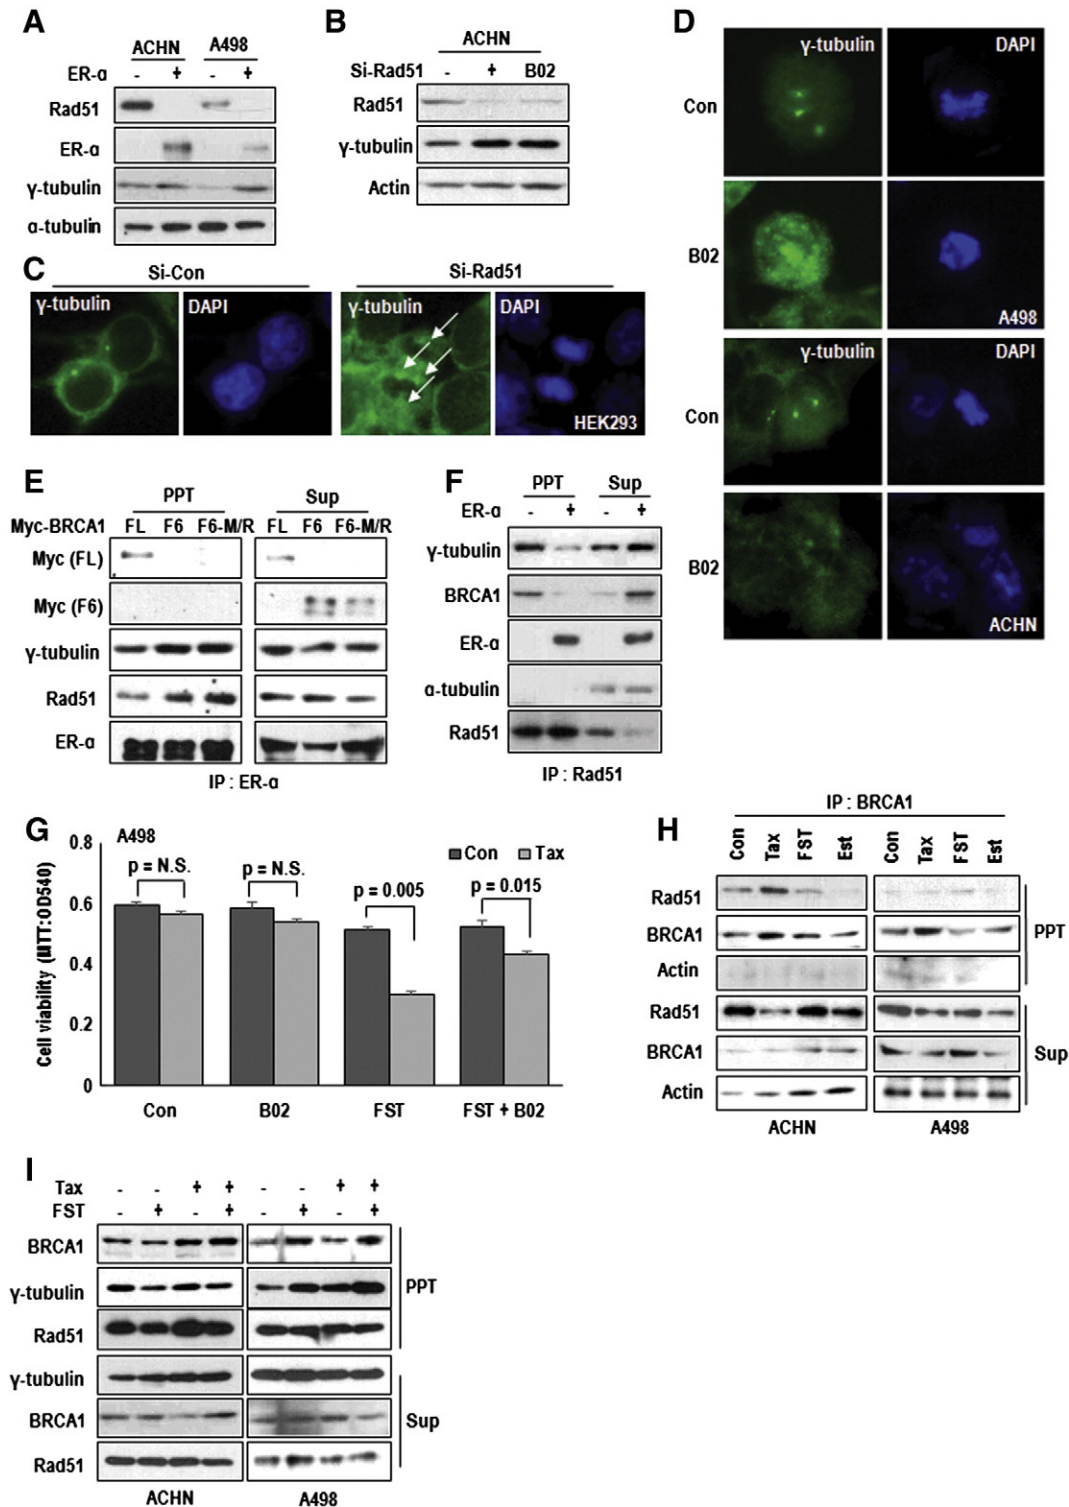 A
ACHN A498
ER-α - + - +
Rad51
ER-α
γ-tubulin
α-tubulin
B
ACHN
Si-Rad51 - + B02
Rad51
γ-tubulin
Actin
C
Si-Con Si-Rad51
γ-tubulin DAPI γ-tubulin DAPI
HEK293
D
γ-tubulin DAPI
Con
B02
A498
γ-tubulin DAPI
Con
B02
ACHN
E
PPT Sup
Myc-BRCA1 FL F6 F6-M/R FL F6 F6-M/R
Myc (FL)
Myc (F6)
γ-tubulin
Rad51
ER-α
IP : ER-α
F
PPT Sup
ER-α - + - +
γ-tubulin
BRCA1
ER-α
α-tubulin
Rad51
IP : Rad51
G
A498
Con Tax
p = N.S. p = N.S. p = 0.005 p = 0.015
Cell viability (MTT:OD540)
0.8
0.6
0.4
0.2
0
Con B02 FST FST + B02
H
IP : BRCA1
Con Tax FST Est Con Tax FST Est
Rad51
BRCA1
Actin
PPT
Rad51
BRCA1
Actin
Sup
ACHN A498
I
Tax - - + + - - + +
FST - + - + - + - +
BRCA1
γ-tubulin
Rad51
PPT
γ-tubulin
BRCA1
Rad51
Sup
ACHN A498